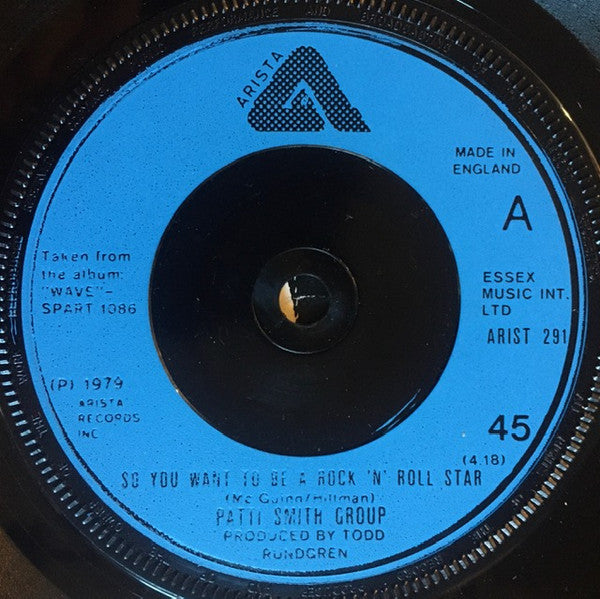 ARISTA
MADE IN
ENGLAND
A
Taken from
the album:
"WAVE"–
SPART 1086
ESSEX
MUSIC INT.
LTD
ARIST 291
(P) 1979
ARISTA
RECORDS
INC
45
(4.18)
SO YOU WANT TO BE A ROCK 'N' ROLL STAR
(Mc Guinn/Hillman)
PATTI SMITH GROUP
PRODUCED BY TODD
RUNDGREN